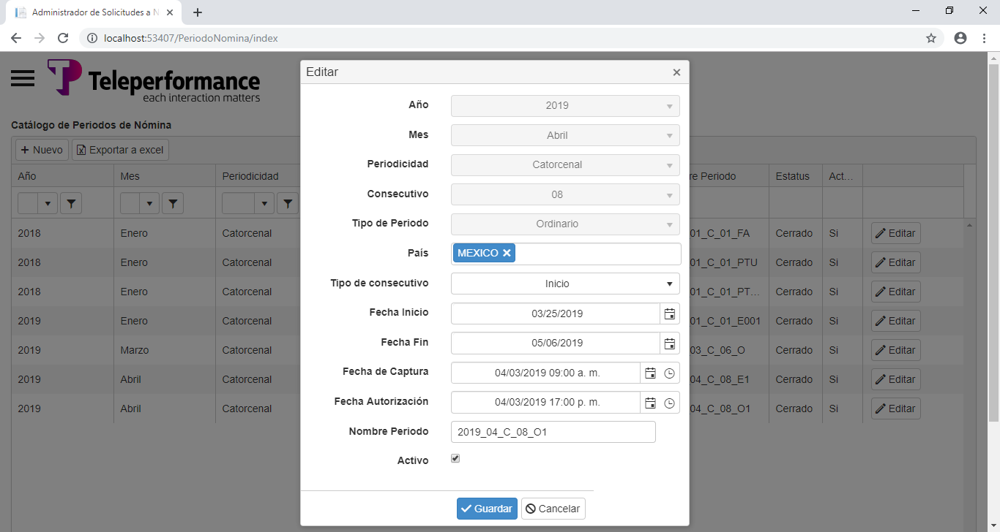 Administrador de Solicitudes a N
localhost:53407/PeriodoNomina/index
Teleperformance
each interaction matters
Catálogo de Periodos de Nómina
+ Nuevo
Exportar a excel
Año
Mes
Periodicidad
re Periodo
Estatus
Act...
2018
Enero
Catorcenal
01_C_01_FA
Cerrado
Si
Editar
2018
Enero
Catorcenal
01_C_01_PTU
Cerrado
Si
Editar
2018
Enero
Catorcenal
01_C_01_PT...
Cerrado
Si
Editar
2019
Enero
Catorcenal
01_C_01_E001
Cerrado
Si
Editar
2019
Marzo
Catorcenal
03_C_06_O
Cerrado
Si
Editar
2019
Abril
Catorcenal
04_C_08_E1
Cerrado
Si
Editar
2019
Abril
Catorcenal
04_C_08_O1
Cerrado
Si
Editar
Editar
Año
2019
Mes
Abril
Periodicidad
Catorcenal
Consecutivo
08
Tipo de Periodo
Ordinario
País
MEXICO
Tipo de consecutivo
Inicio
Fecha Inicio
03/25/2019
Fecha Fin
05/06/2019
Fecha de Captura
04/03/2019 09:00 a. m.
Fecha Autorización
04/03/2019 17:00 p. m.
Nombre Periodo
2019_04_C_08_O1
Activo
Guardar
Cancelar